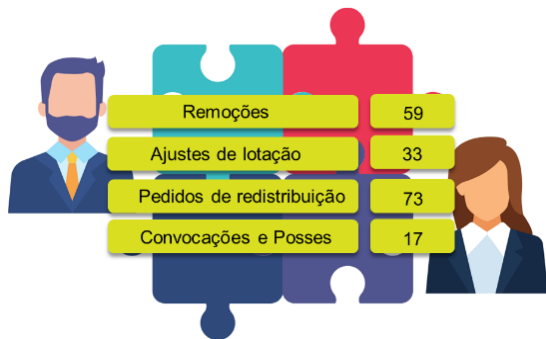 Remoções 59
Ajustes de lotação 33
Pedidos de redistribuição 73
Convocações e Posses 17